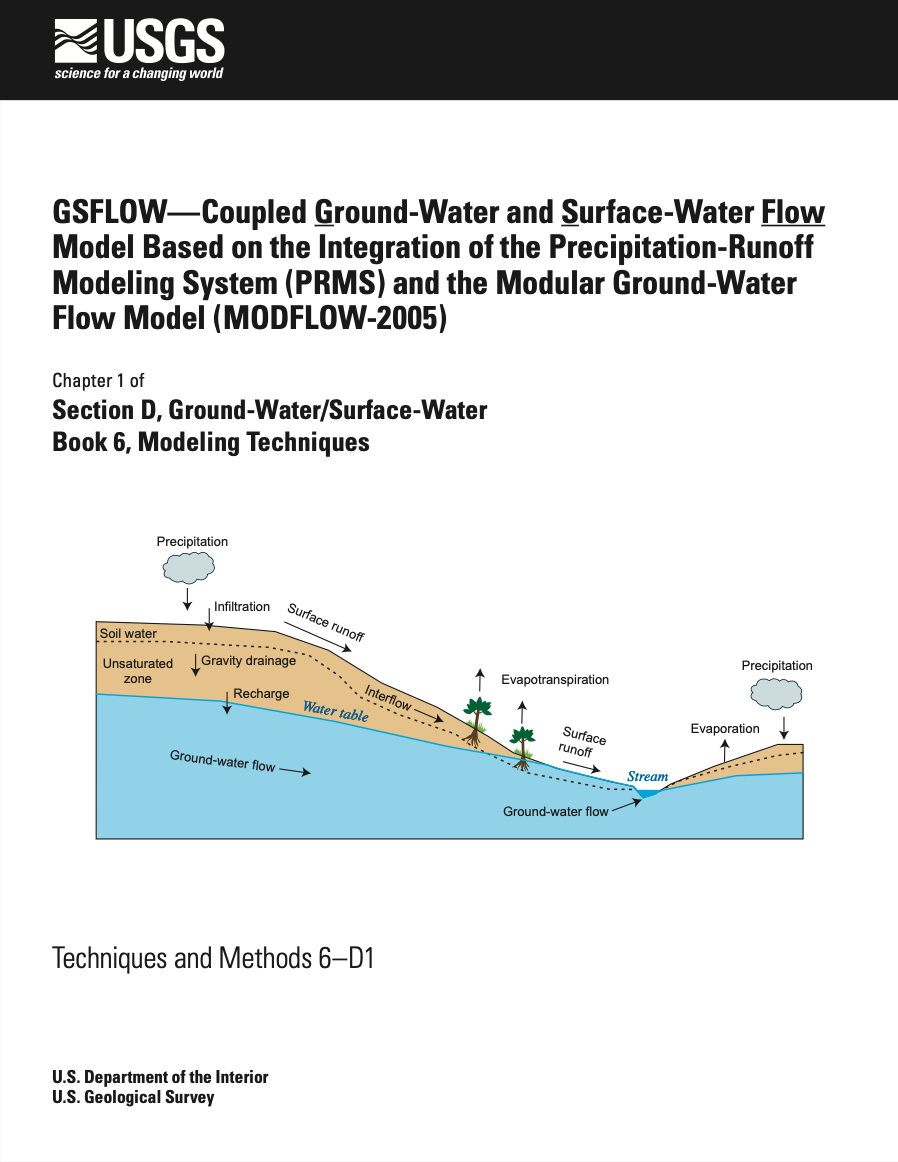 USGS
science for a changing world
GSFLOW—Coupled Ground-Water and Surface-Water Flow
Model Based on the Integration of the Precipitation-Runoff
Modeling System (PRMS) and the Modular Ground-Water
Flow Model (MODFLOW-2005)
Chapter 1 of
Section D, Ground-Water/Surface-Water
Book 6, Modeling Techniques
Precipitation
Infiltration
Surface runoff
Soil water
Unsaturated
zone
Gravity drainage
Recharge
Interflow
Water table
Ground-water flow
Evapotranspiration
Surface
runoff
Stream
Ground-water flow
Precipitation
Evaporation
Techniques and Methods 6–D1
U.S. Department of the Interior
U.S. Geological Survey